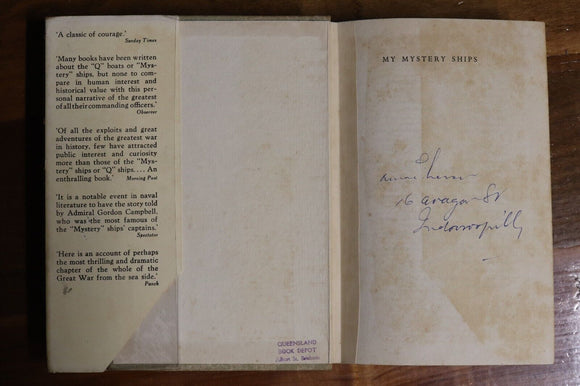 'A classic of courage.'
Sunday Times
'Many books have been written
about the "Q" boats or "Mys-
tery" ships, but none to com-
pare in human interest and
historical value with this per-
sonal narrative of the greatest
of all their commanding officers.'
Observer
'Of all the exploits and great
adventures of the greatest war
in history, few have attracted
public interest and curiosity
more than those of the "Mys-
tery" ships or "Q" ships. . . . An
enthralling book.' Morning Post
'It is a notable event in naval
literature to have the story told
by Admiral Gordon Campbell,
who was the most famous of
the "Mystery" ships' captains.'
Spectator
'Here is an account of perhaps
the most thrilling and dramatic
chapter of the whole of the
Great War from the sea side.'
Punch
QUEENSLAND
BOOK DEPOT
Albert St. Brisbane
MY MYSTERY SHIPS
16 Aragon St
Indooroopilly